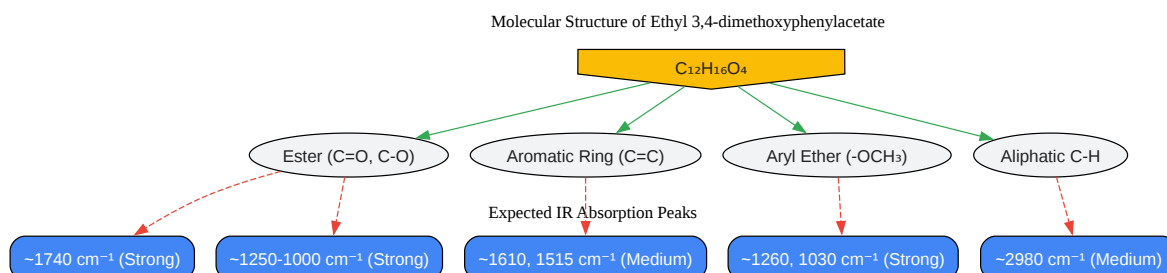 Molecular Structure of Ethyl 3,4-dimethoxyphenylacetate
C₁₂H₁₆O₄
Ester (C=O, C-O)
Aromatic Ring (C=C)
Aryl Ether (-OCH₃)
Aliphatic C-H
Expected IR Absorption Peaks
~1740 cm⁻¹ (Strong)
~1250-1000 cm⁻¹ (Strong)
~1610, 1515 cm⁻¹ (Medium)
~1260, 1030 cm⁻¹ (Strong)
~2980 cm⁻¹ (Medium)